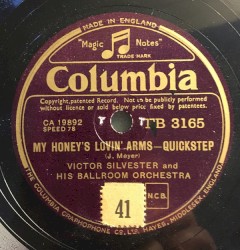 MADE IN ENGLAND
"Magic Notes"
TRADE MARK
Columbia
Copyright, patented Record. Not to be publicly performed
without licence or sold below price fixed by patentees.
CA 19892
SPEED 78
T T FB 3165
MY HONEY'S LOVIN' ARMS—QUICKSTEP
(J. Meyer)
VICTOR SILVESTER and
HIS BALLROOM ORCHESTRA
41
N.C.B.
THE COLUMBIA GRAPHOPHONE CO. LTD. HAYES, MIDDLESEX, ENGLAND